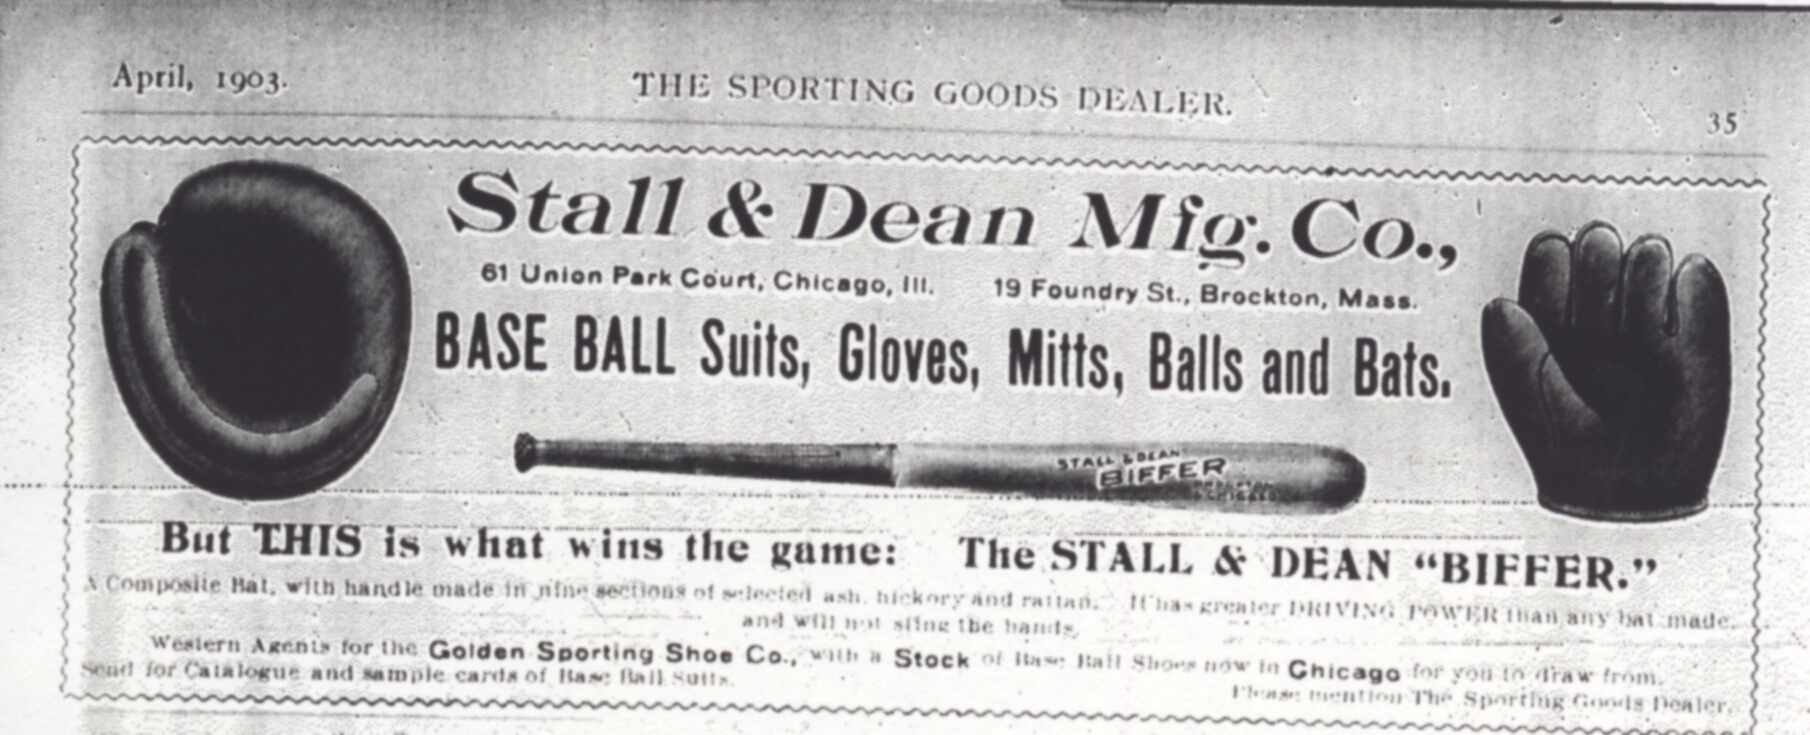 April, 1903.
THE SPORTING GOODS DEALER.
35
Stall & Dean Mfg. Co.,
61 Union Park Court, Chicago, Ill. 19 Foundry St., Brockton, Mass.
BASE BALL Suits, Gloves, Mitts, Balls and Bats.
STALL & DEAN
BIFFER
& CHICAGO
But THIS is what wins the game: The STALL & DEAN "BIFFER."
A Composite Bat, with handle made in nine sections of selected ash, hickory and rattan. It has greater DRIVING POWER than any bat made,
and will not sting the hands.
Western Agents for the Golden Sporting Shoe Co., with a Stock of Base Ball Shoes now in Chicago for you to draw from.
Send for Catalogue and sample cards of Base Ball Suits.
Please mention The Sporting Goods Dealer.